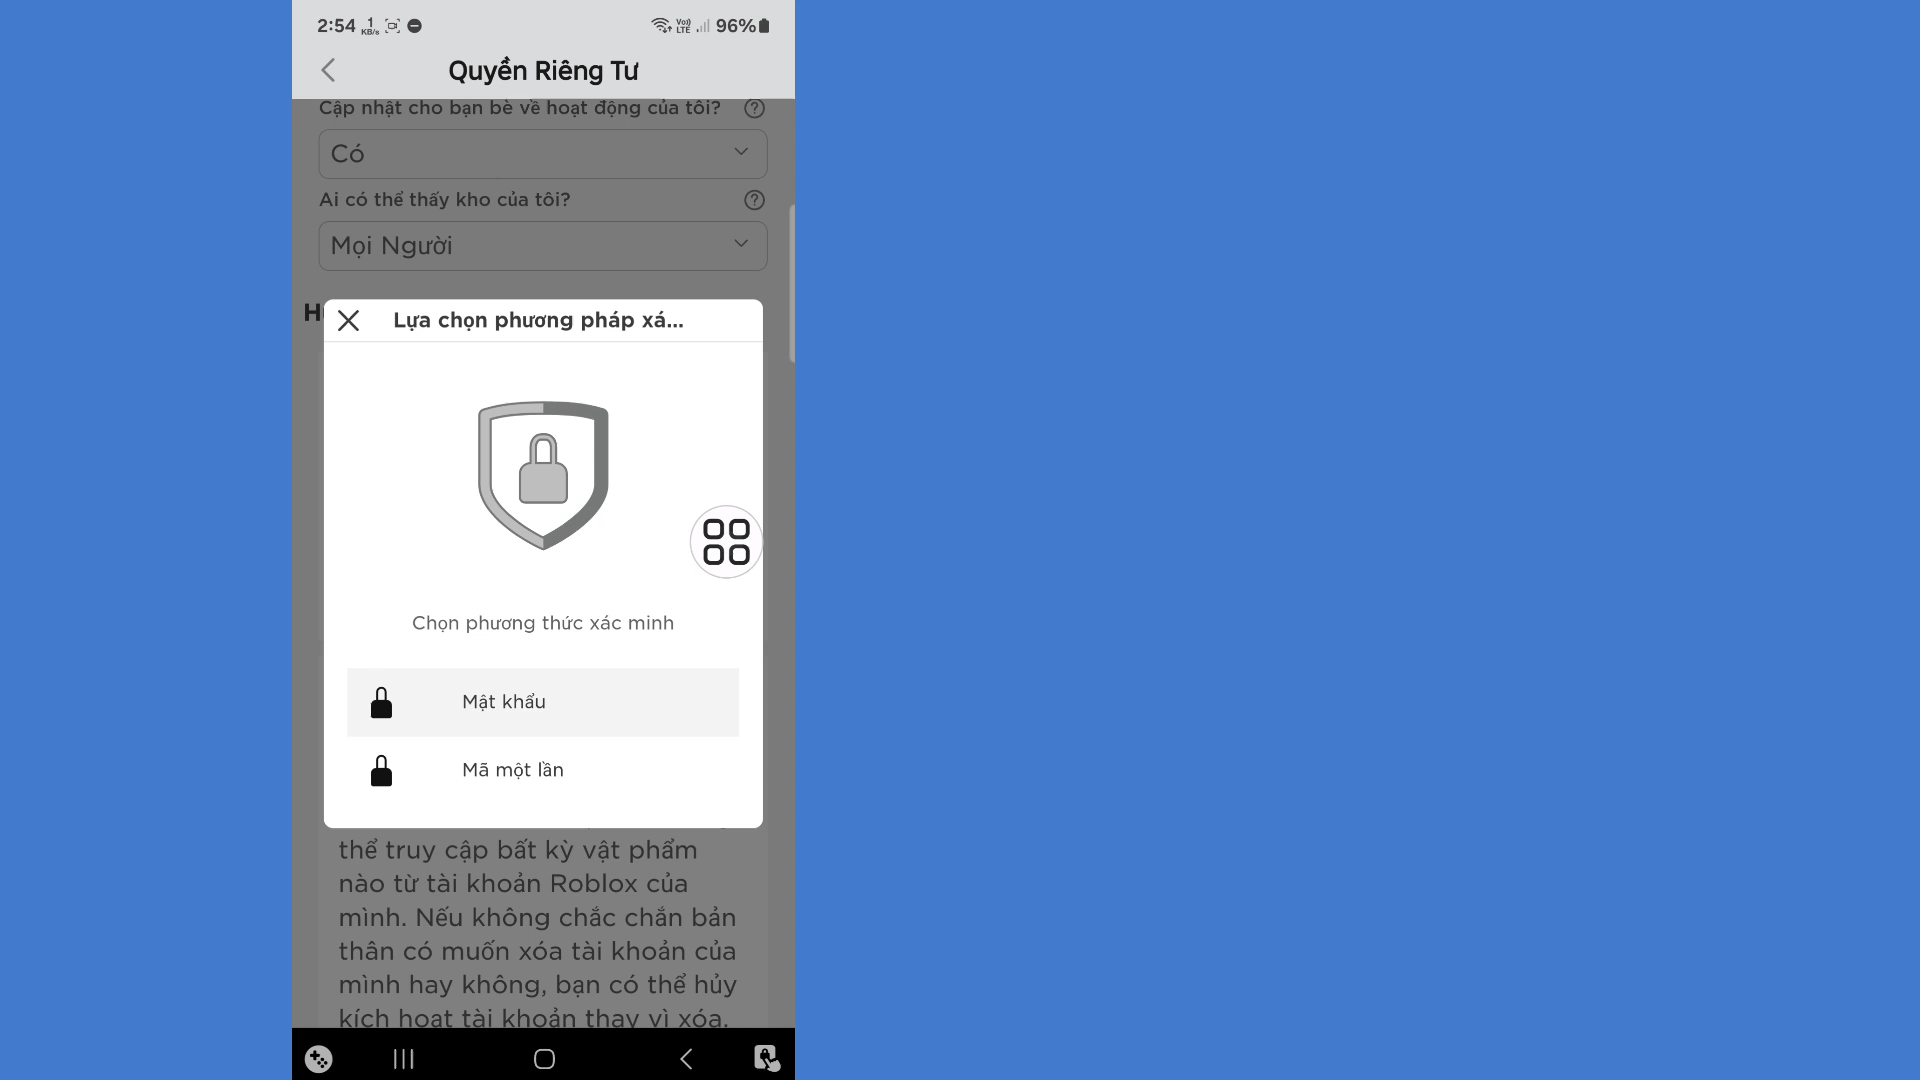 2:54 1 KB/s Vo)) LTE 96%
Quyền Riêng Tư
Cập nhật cho bạn bè về hoạt động của tôi?
Có
Ai có thể thấy kho của tôi?
Mọi Người
H
Lựa chọn phương pháp xá...
Chọn phương thức xác minh
Mật khẩu
Mã một lần
thể truy cập bất kỳ vật phẩm
nào từ tài khoản Roblox của
mình. Nếu không chắc chắn bản
thân có muốn xóa tài khoản của
mình hay không, bạn có thể hủy
kích hoạt tài khoản thay vì xóa.